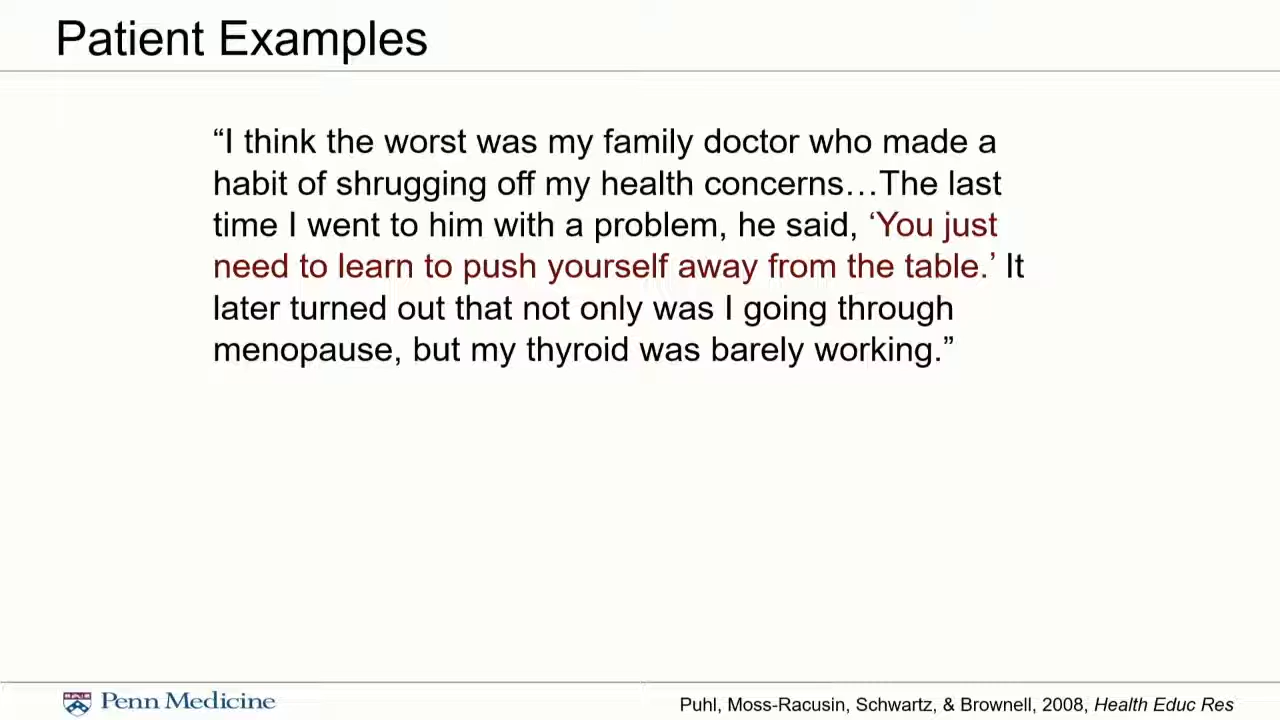 Patient Examples
“I think the worst was my family doctor who made a
habit of shrugging off my health concerns…The last
time I went to him with a problem, he said, ‘You just
need to learn to push yourself away from the table.’ It
later turned out that not only was I going through
menopause, but my thyroid was barely working.”
Penn Medicine
Puhl, Moss-Racusin, Schwartz, & Brownell, 2008, Health Educ Res